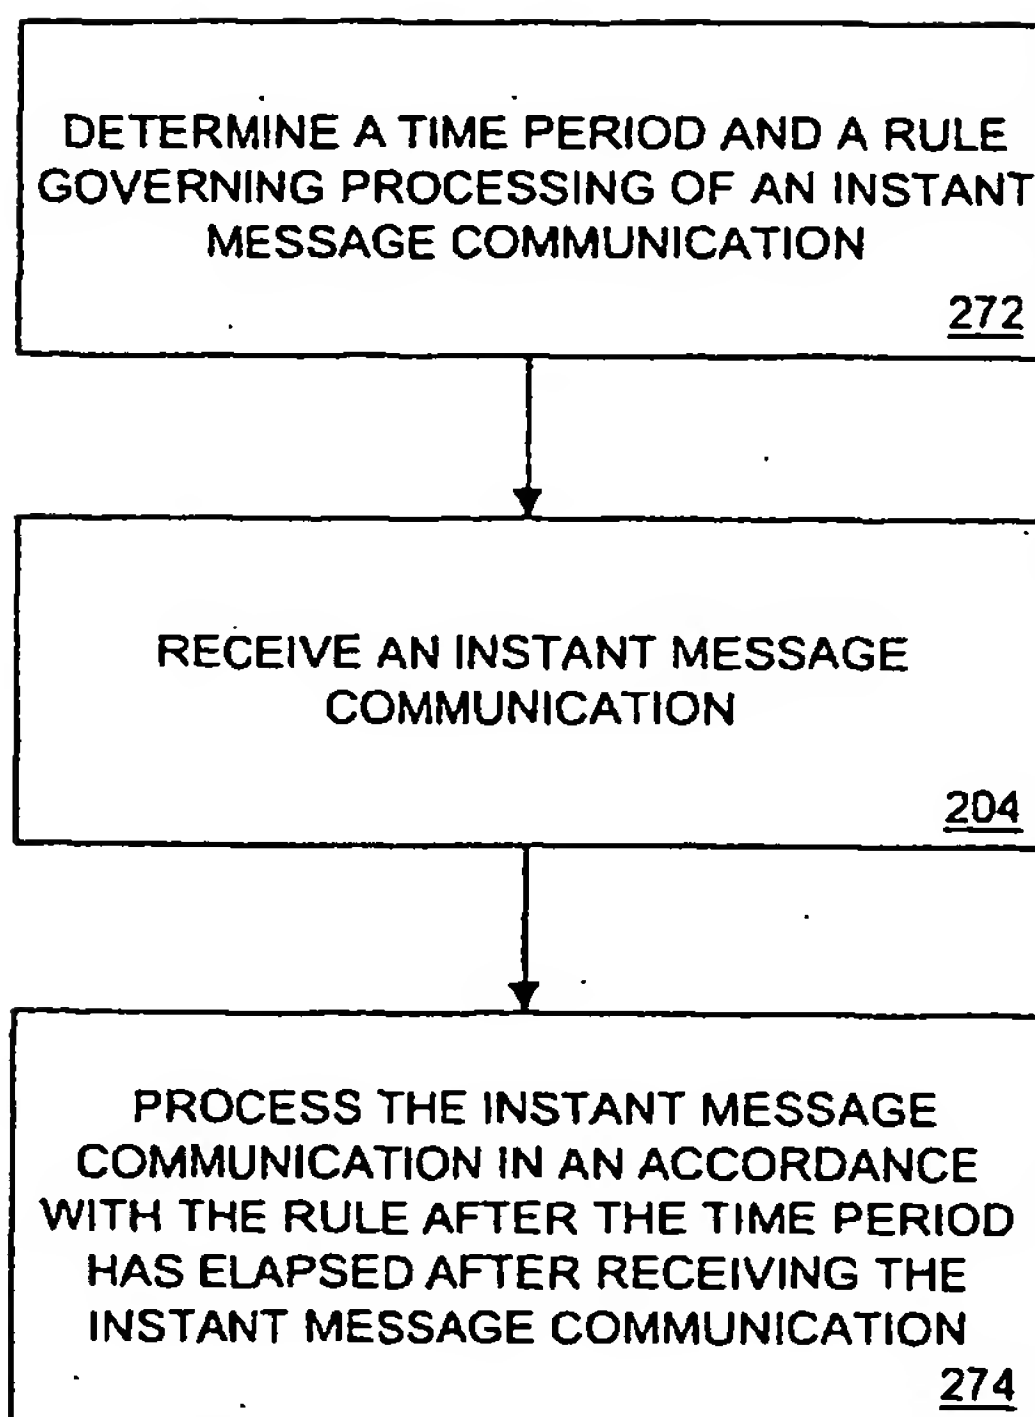 DETERMINE A TIME PERIOD AND A RULE
GOVERNING PROCESSING OF AN INSTANT
MESSAGE COMMUNICATION
272
RECEIVE AN INSTANT MESSAGE
COMMUNICATION
204
PROCESS THE INSTANT MESSAGE
COMMUNICATION IN AN ACCORDANCE
WITH THE RULE AFTER THE TIME PERIOD
HAS ELAPSED AFTER RECEIVING THE
INSTANT MESSAGE COMMUNICATION
274